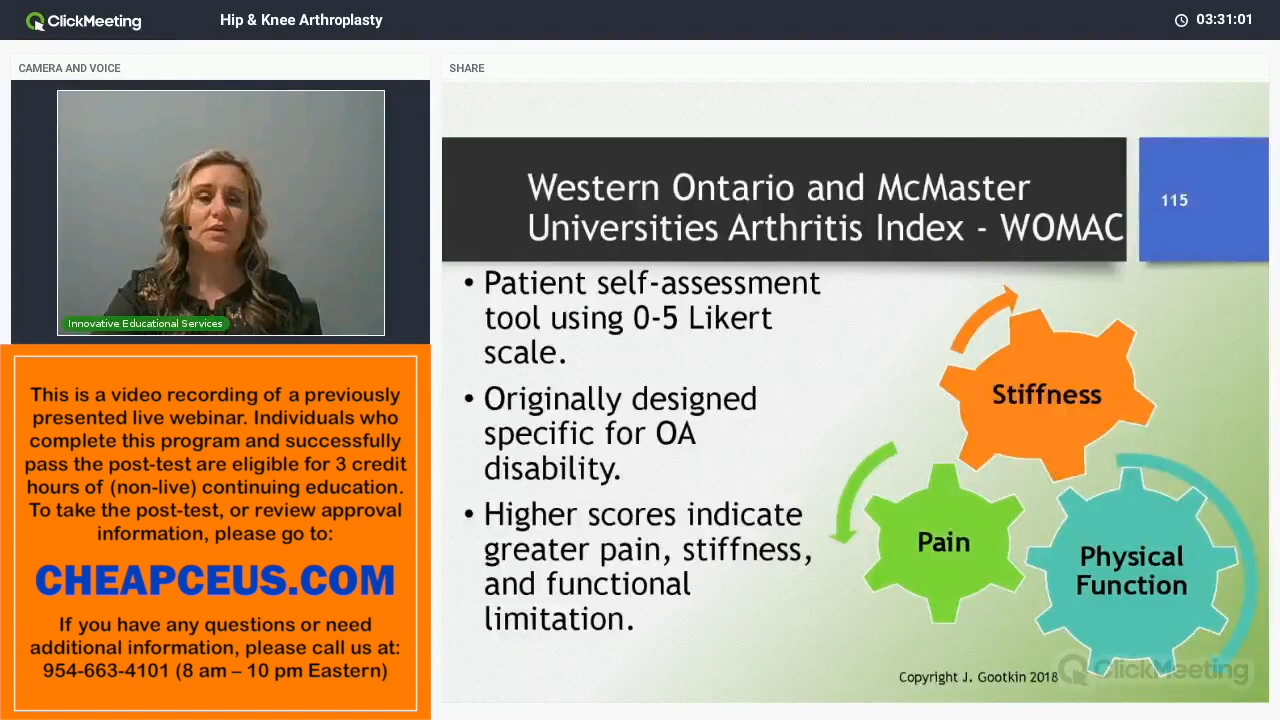 ClickMeeting
Hip & Knee Arthroplasty
03:31:01
CAMERA AND VOICE
Innovative Educational Services
This is a video recording of a previously
presented live webinar. Individuals who
complete this program and successfully
pass the post-test are eligible for 3 credit
hours of (non-live) continuing education.
To take the post-test, or review approval
information, please go to:
CHEAPCEUS.COM
If you have any questions or need
additional information, please call us at:
954-663-4101 (8 am – 10 pm Eastern)
SHARE
Western Ontario and McMaster
Universities Arthritis Index - WOMAC
115
• Patient self-assessment
tool using 0-5 Likert
scale.
• Originally designed
specific for OA
disability.
• Higher scores indicate
greater pain, stiffness,
and functional
limitation.
Stiffness
Pain
Physical
Function
Copyright J. Gootkin 2018
ClickMeeting